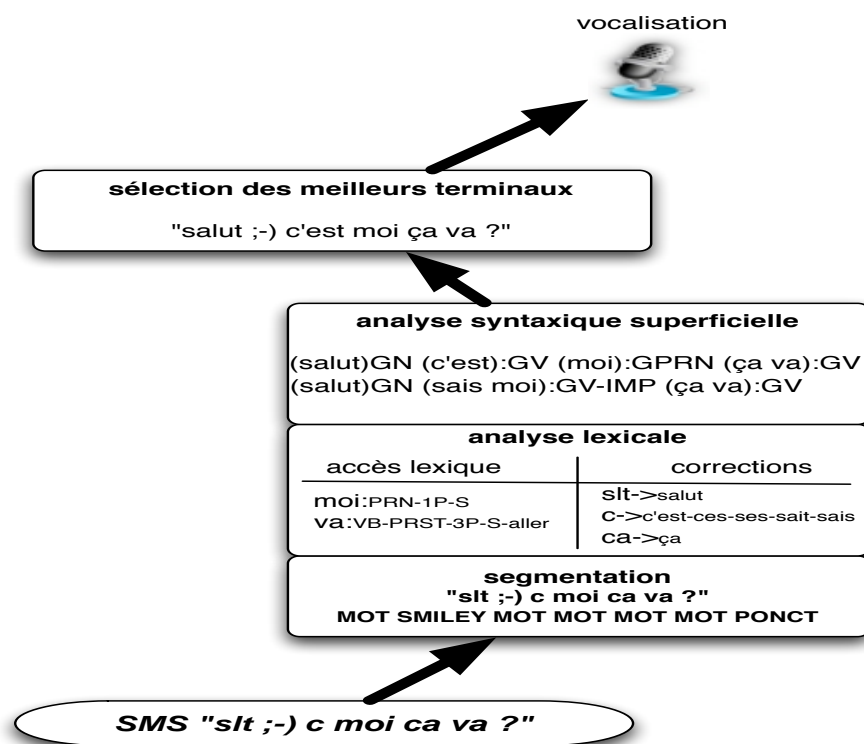 vocalisation
sélection des meilleurs terminaux
"salut ;-) c'est moi ça va ?"
analyse syntaxique superficielle
(salut)GN (c'est):GV (moi):GPRN (ça va):GV
(salut)GN (sais moi):GV-IMP (ça va):GV
analyse lexicale
accès lexique
moi:PRN-1P-S
va:VB-PRST-3P-S-aller
corrections
slt->salut
c->c'est-ces-ses-sait-sais
ca->ça
segmentation
"slt ;-) c moi ca va ?"
MOT SMILEY MOT MOT MOT MOT PONCT
SMS "slt ;-) c moi ca va ?"